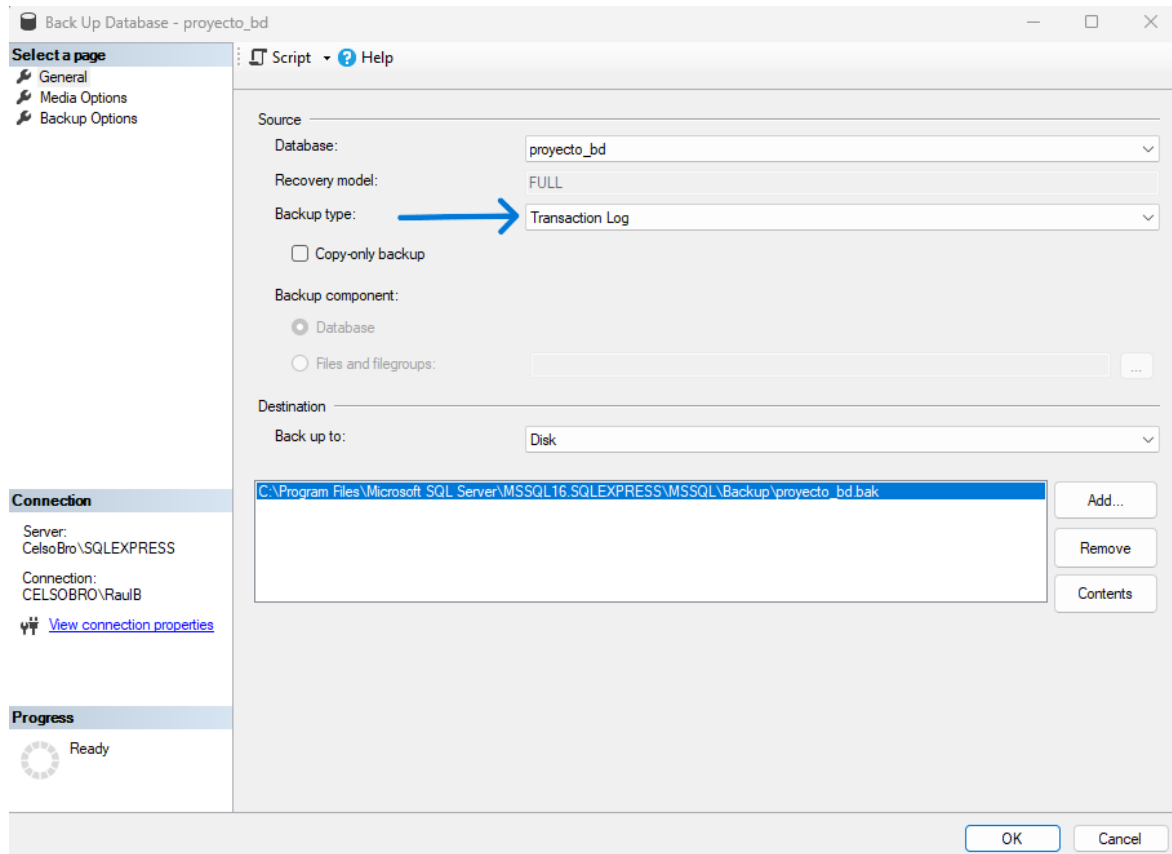 Back Up Database - proyecto_bd
Select a page
General
Media Options
Backup Options
Script
Help
Source
Database:
proyecto_bd
Recovery model:
FULL
Backup type:
Transaction Log
Copy-only backup
Backup component:
Database
Files and filegroups:
...
Destination
Back up to:
Disk
C:\Program Files\Microsoft SQL Server\MSSQL16.SQLEXPRESS\MSSQL\Backup\proyecto_bd.bak
Add...
Remove
Contents
Connection
Server:
CelsoBro\SQLEXPRESS
Connection:
CELSOBRO\RaulB
View connection properties
Progress
Ready
OK
Cancel